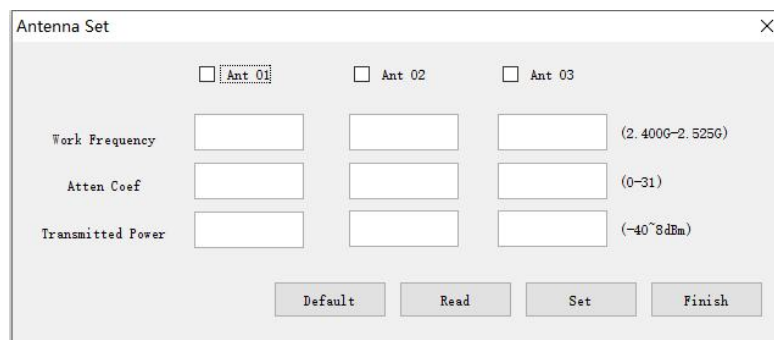 Antenna Set
Ant 01 Ant 02 Ant 03
Work Frequency (2.400G-2.525G)
Atten Coef (0-31)
Transmitted Power (-40~8dBm)
Default Read Set Finish